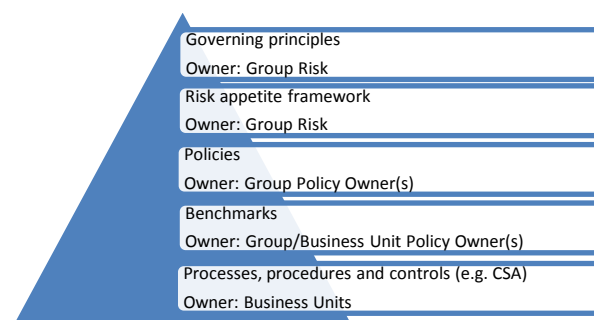 Governing principles
Owner: Group Risk
Risk appetite framework
Owner: Group Risk
Policies
Owner: Group Policy Owner(s)
Benchmarks
Owner: Group/Business Unit Policy Owner(s)
Processes, procedures and controls (e.g. CSA)
Owner: Business Units